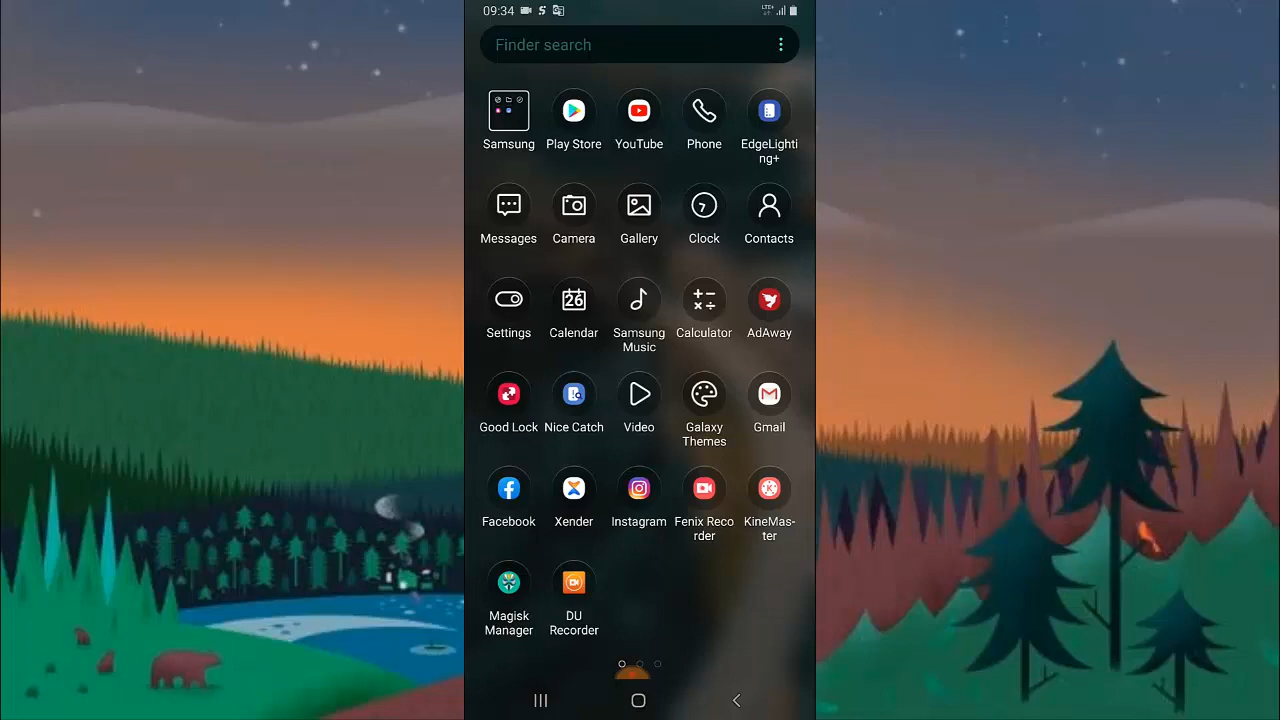 09:34
LTE+
Finder search
Samsung Play Store YouTube Phone EdgeLighti
ng+
Messages Camera Gallery Clock Contacts
26
Settings Calendar Samsung Calculator AdAway
Music
Good Lock Nice Catch Video Galaxy Gmail
Themes
Facebook Xender Instagram Fenix Reco KineMas-
rder ter
Magisk DU
Manager Recorder